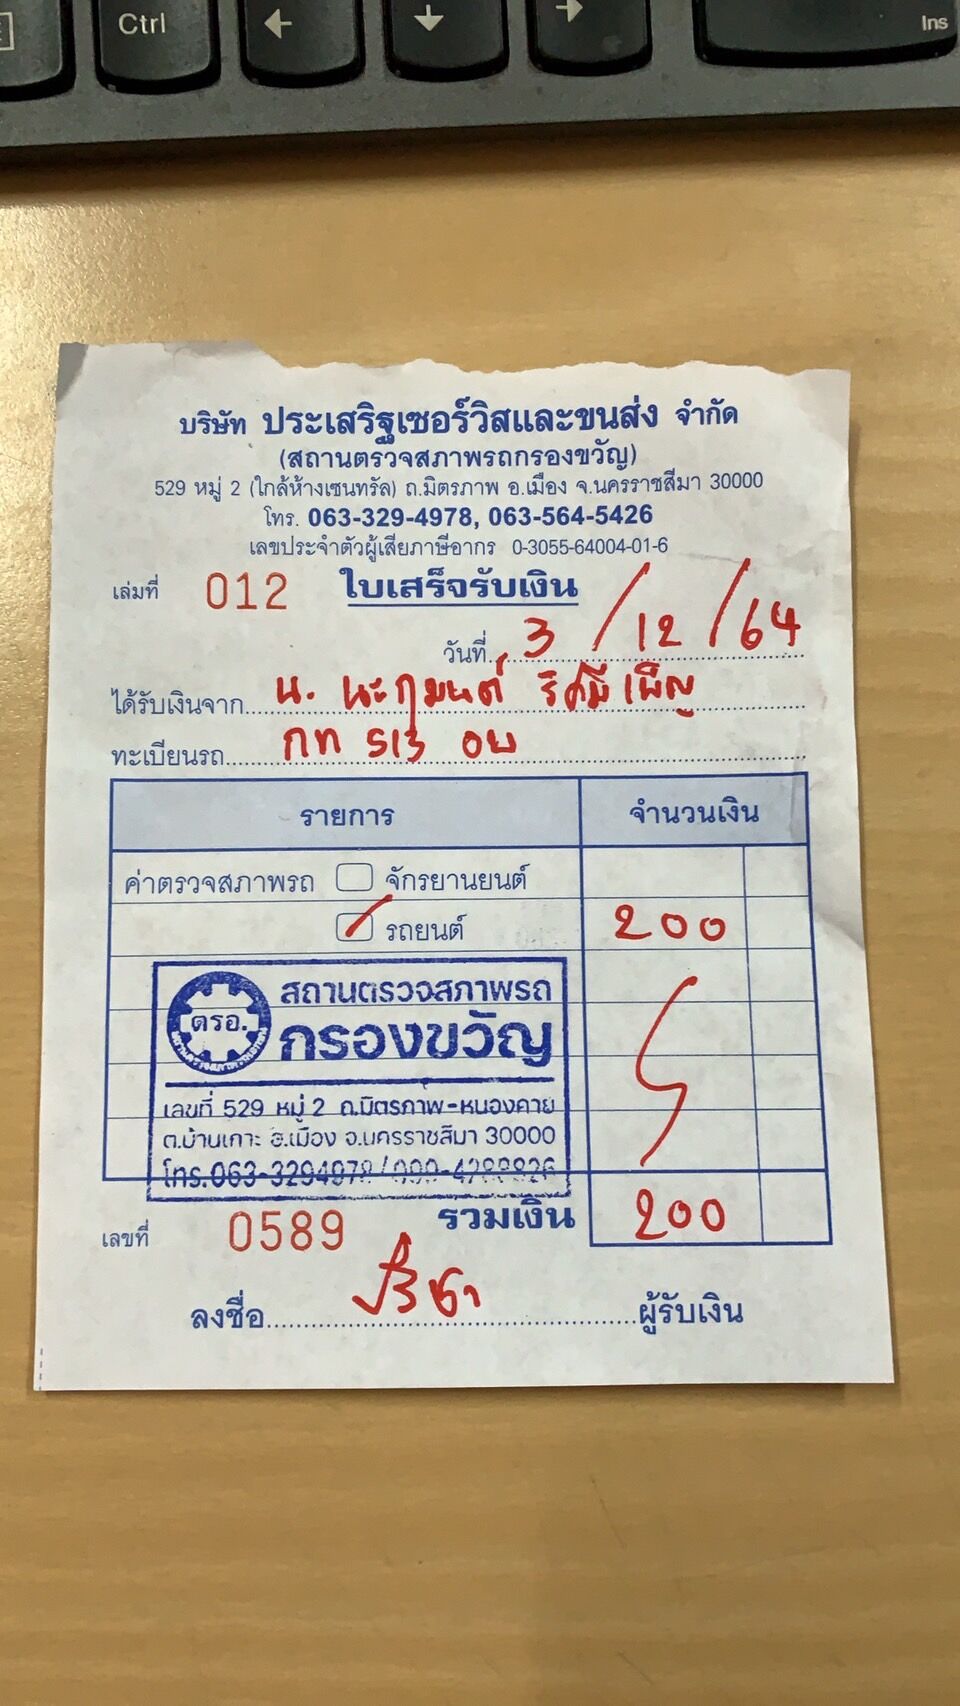 Ctrl
Ins
บริษัท ประเสริฐเซอร์วิสและขนส่ง จำกัด
(สถานตรวจสภาพรถกรองขวัญ)
529 หมู่ 2 (ใกล้ห้างเซนทรัล) ถ.มิตรภาพ อ.เมือง จ.นครราชสีมา 30000
โทร. 063-329-4978, 063-564-5426
เลขประจำตัวผู้เสียภาษีอากร 0-3055-64004-01-6
เล่มที่ 012 ใบเสร็จรับเงิน
วันที่ 3/12/64
ได้รับเงินจาก น.
ทะเบียนรถ กท 513 อบ
รายการ จำนวนเงิน
ค่าตรวจสภาพรถ จักรยานยนต์
รถยนต์ 200
สถานตรวจสภาพรถ
ตรอ.
กรองขวัญ
เลขที่ 529 หมู่ 2 ถ.มิตรภาพ-หนองคาย
ต.บ้านเกาะ อ.เมือง จ.นครราชสีมา 30000
โทร.063-3294978 /
รวมเงิน 200
เลขที่ 0589
ลงชื่อ ปรีชา ผู้รับเงิน